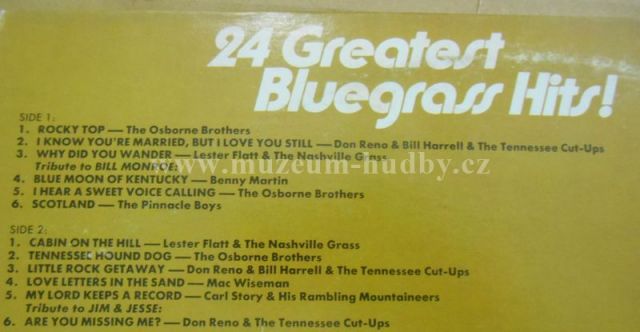 24 Greatest
Bluegrass Hits!
SIDE 1:
1. ROCKY TOP — The Osborne Brothers
2. I KNOW YOU'RE MARRIED, BUT I LOVE YOU STILL — Don Reno & Bill Harrell & The Tennessee Cut-Ups
3. WHY DID YOU WANDER — Lester Flatt & The Nashville Grass
Tribute to BILL MONROE:
4. BLUE MOON OF KENTUCKY — Benny Martin
5. I HEAR A SWEET VOICE CALLING — The Osborne Brothers
6. SCOTLAND — The Pinnacle Boys
www.muzeum-hudby.cz
SIDE 2:
1. CABIN ON THE HILL — Lester Flatt & The Nashville Grass
2. TENNESSEE HOUND DOG — The Osborne Brothers
3. LITTLE ROCK GETAWAY — Don Reno & Bill Harrell & The Tennessee Cut-Ups
4. LOVE LETTERS IN THE SAND — Mac Wiseman
5. MY LORD KEEPS A RECORD — Carl Story & His Rambling Mountaineers
Tribute to JIM & JESSE:
6. ARE YOU MISSING ME? — Don Reno & The Tennessee Cut-Ups